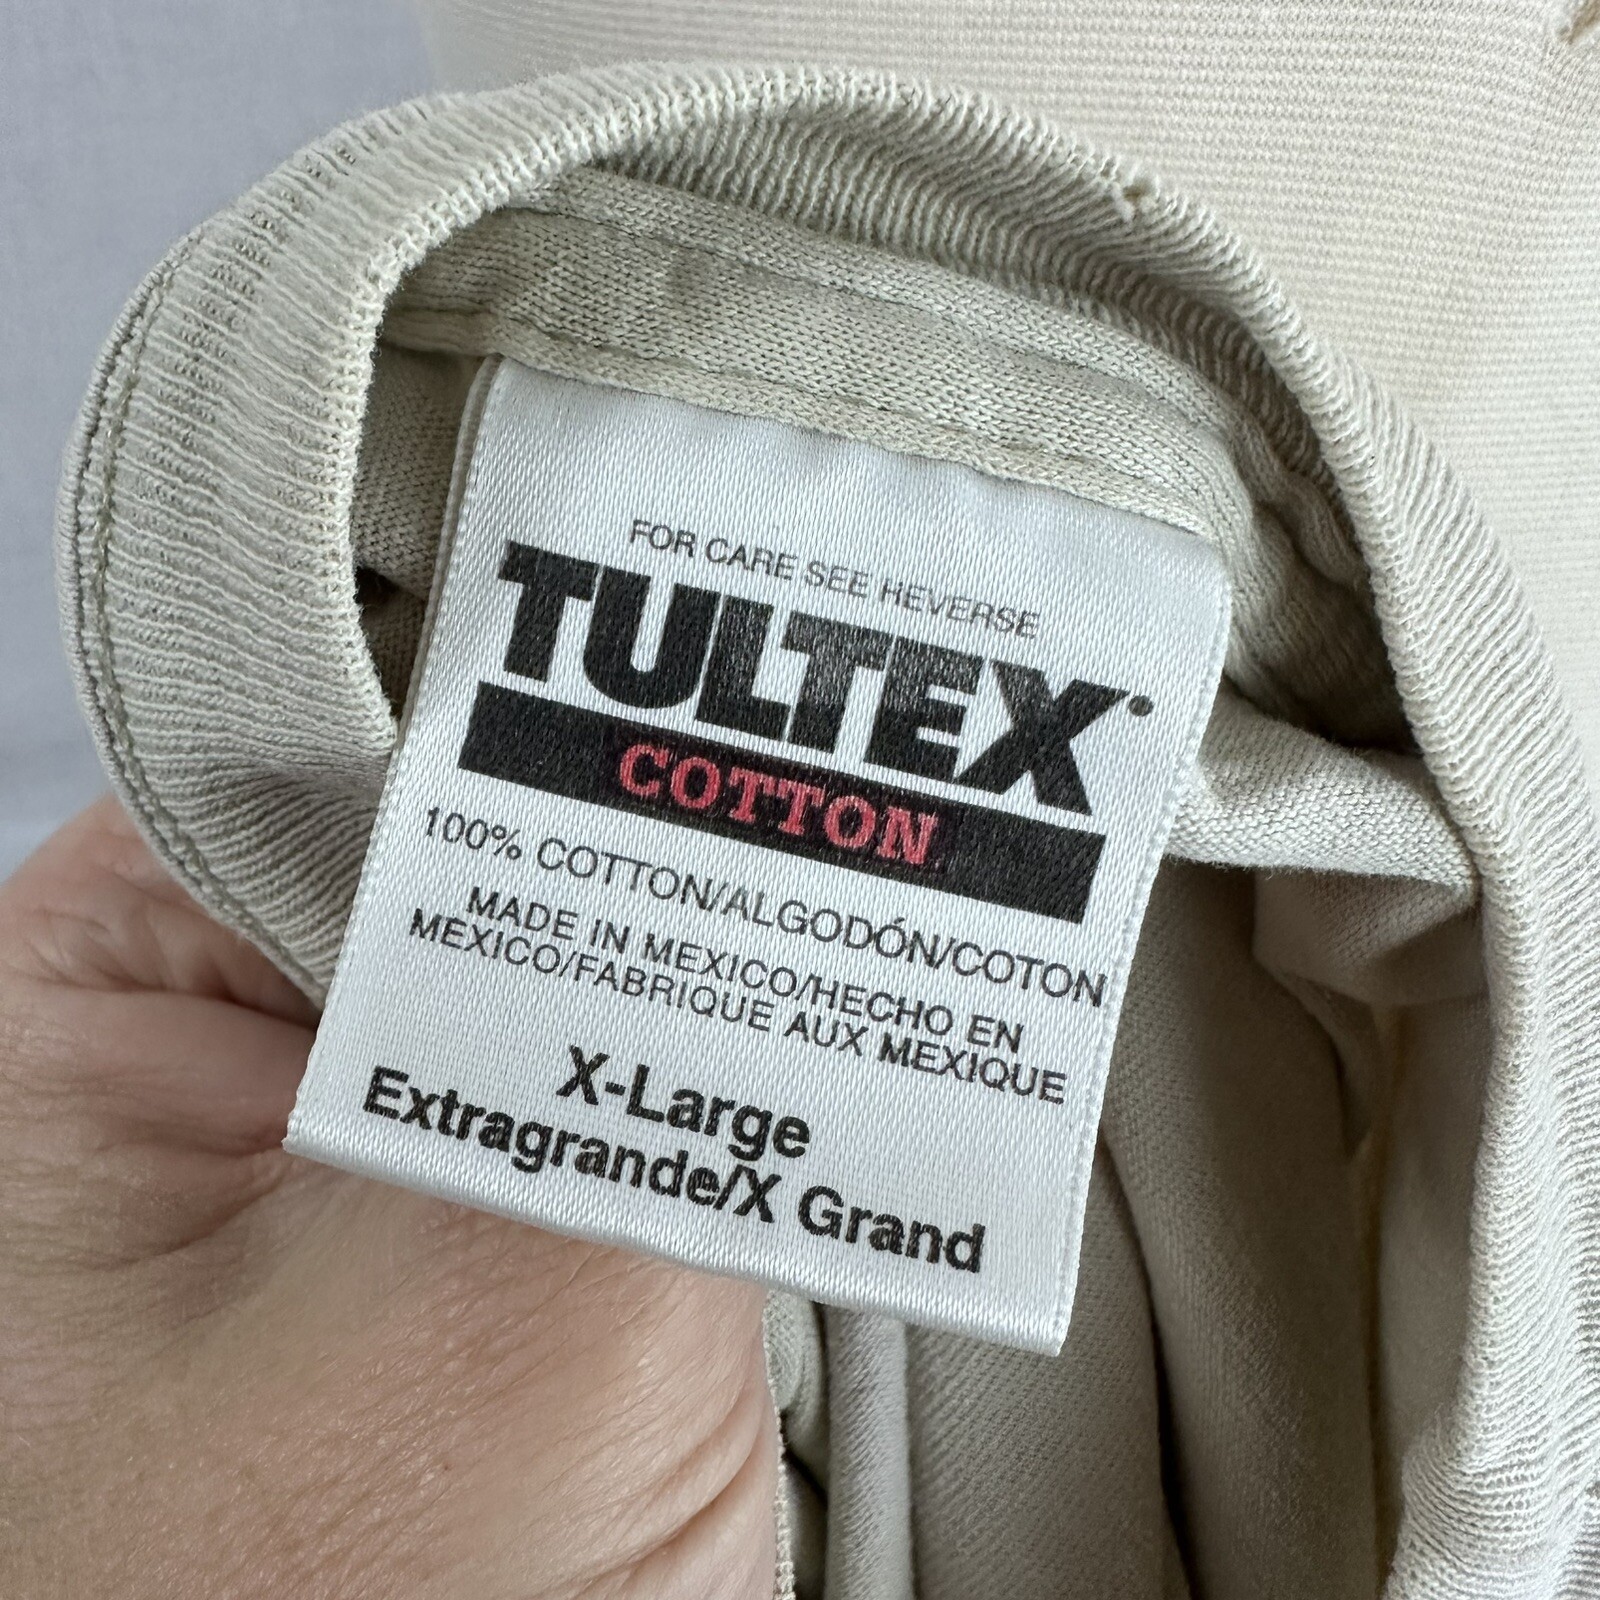 FOR CARE SEE HEVERSE
TULTEX
COTTON
100% COTTON/ALGODÓN/COTON
MADE IN MEXICO/HECHO EN
MEXICO/FABRIQUE AUX MEXIQUE
X-Large
Extragrande/X Grand